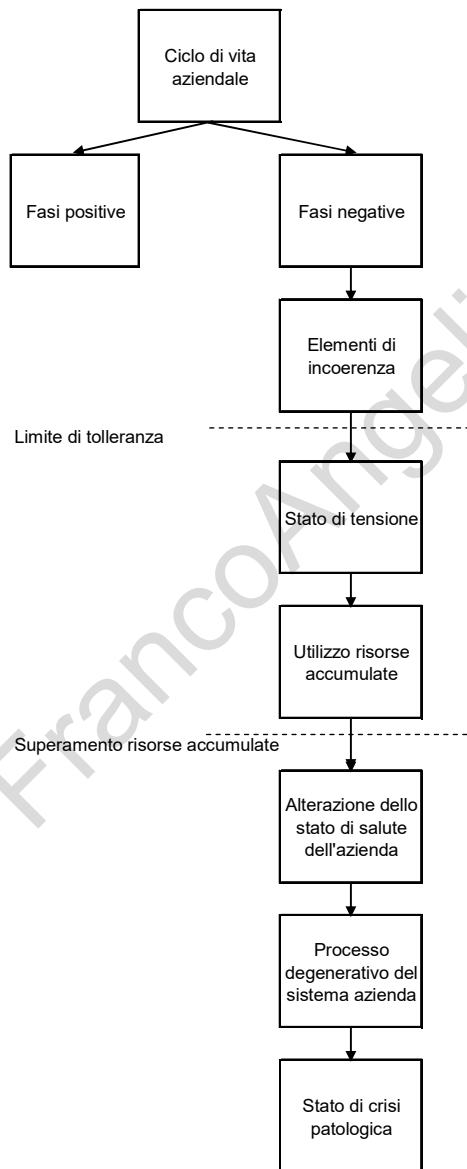 Ciclo di vita
aziendale
Fasi positive
Fasi negative
Elementi di
incoerenza
Limite di tolleranza
Stato di tensione
Utilizzo risorse
accumulate
Superamento risorse accumulate
Alterazione dello
stato di salute
dell'azienda
Processo
degenerativo del
sistema azienda
Stato di crisi
patologica
FrancoAngeli